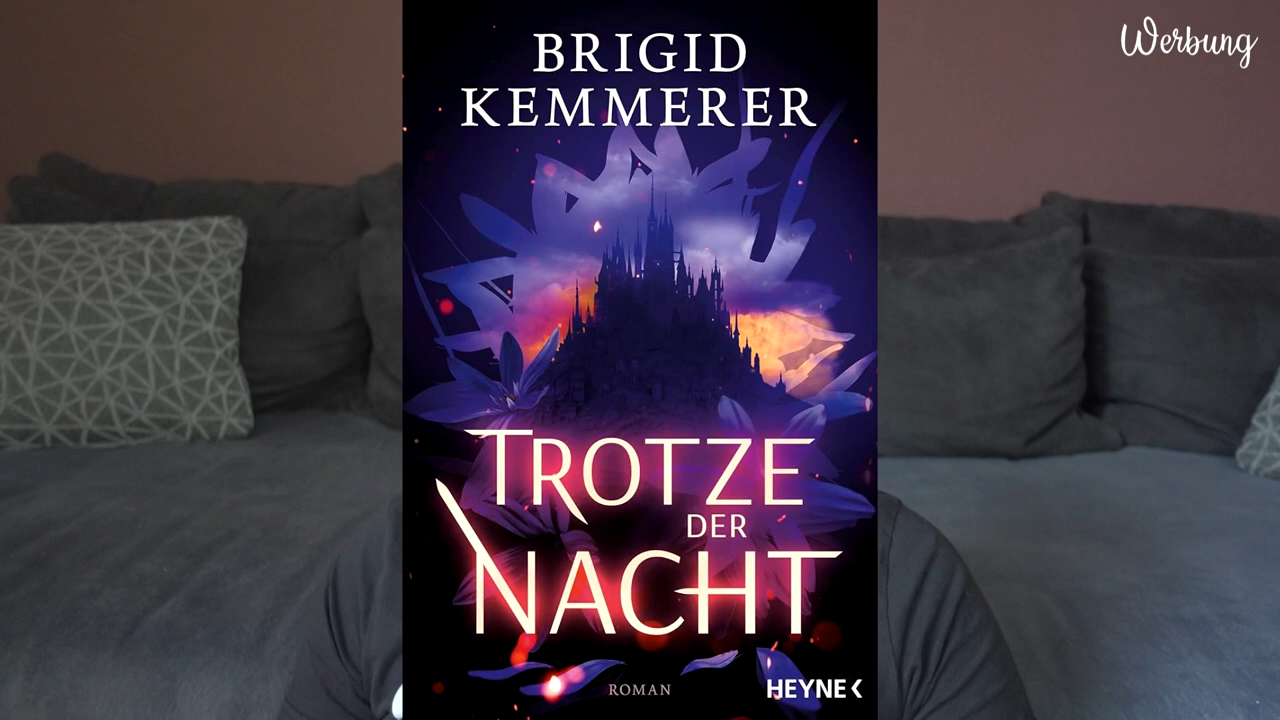 Werbung
BRIGID
KEMMERER
TROTZE
DER
NACHT
ROMAN
HEYNE